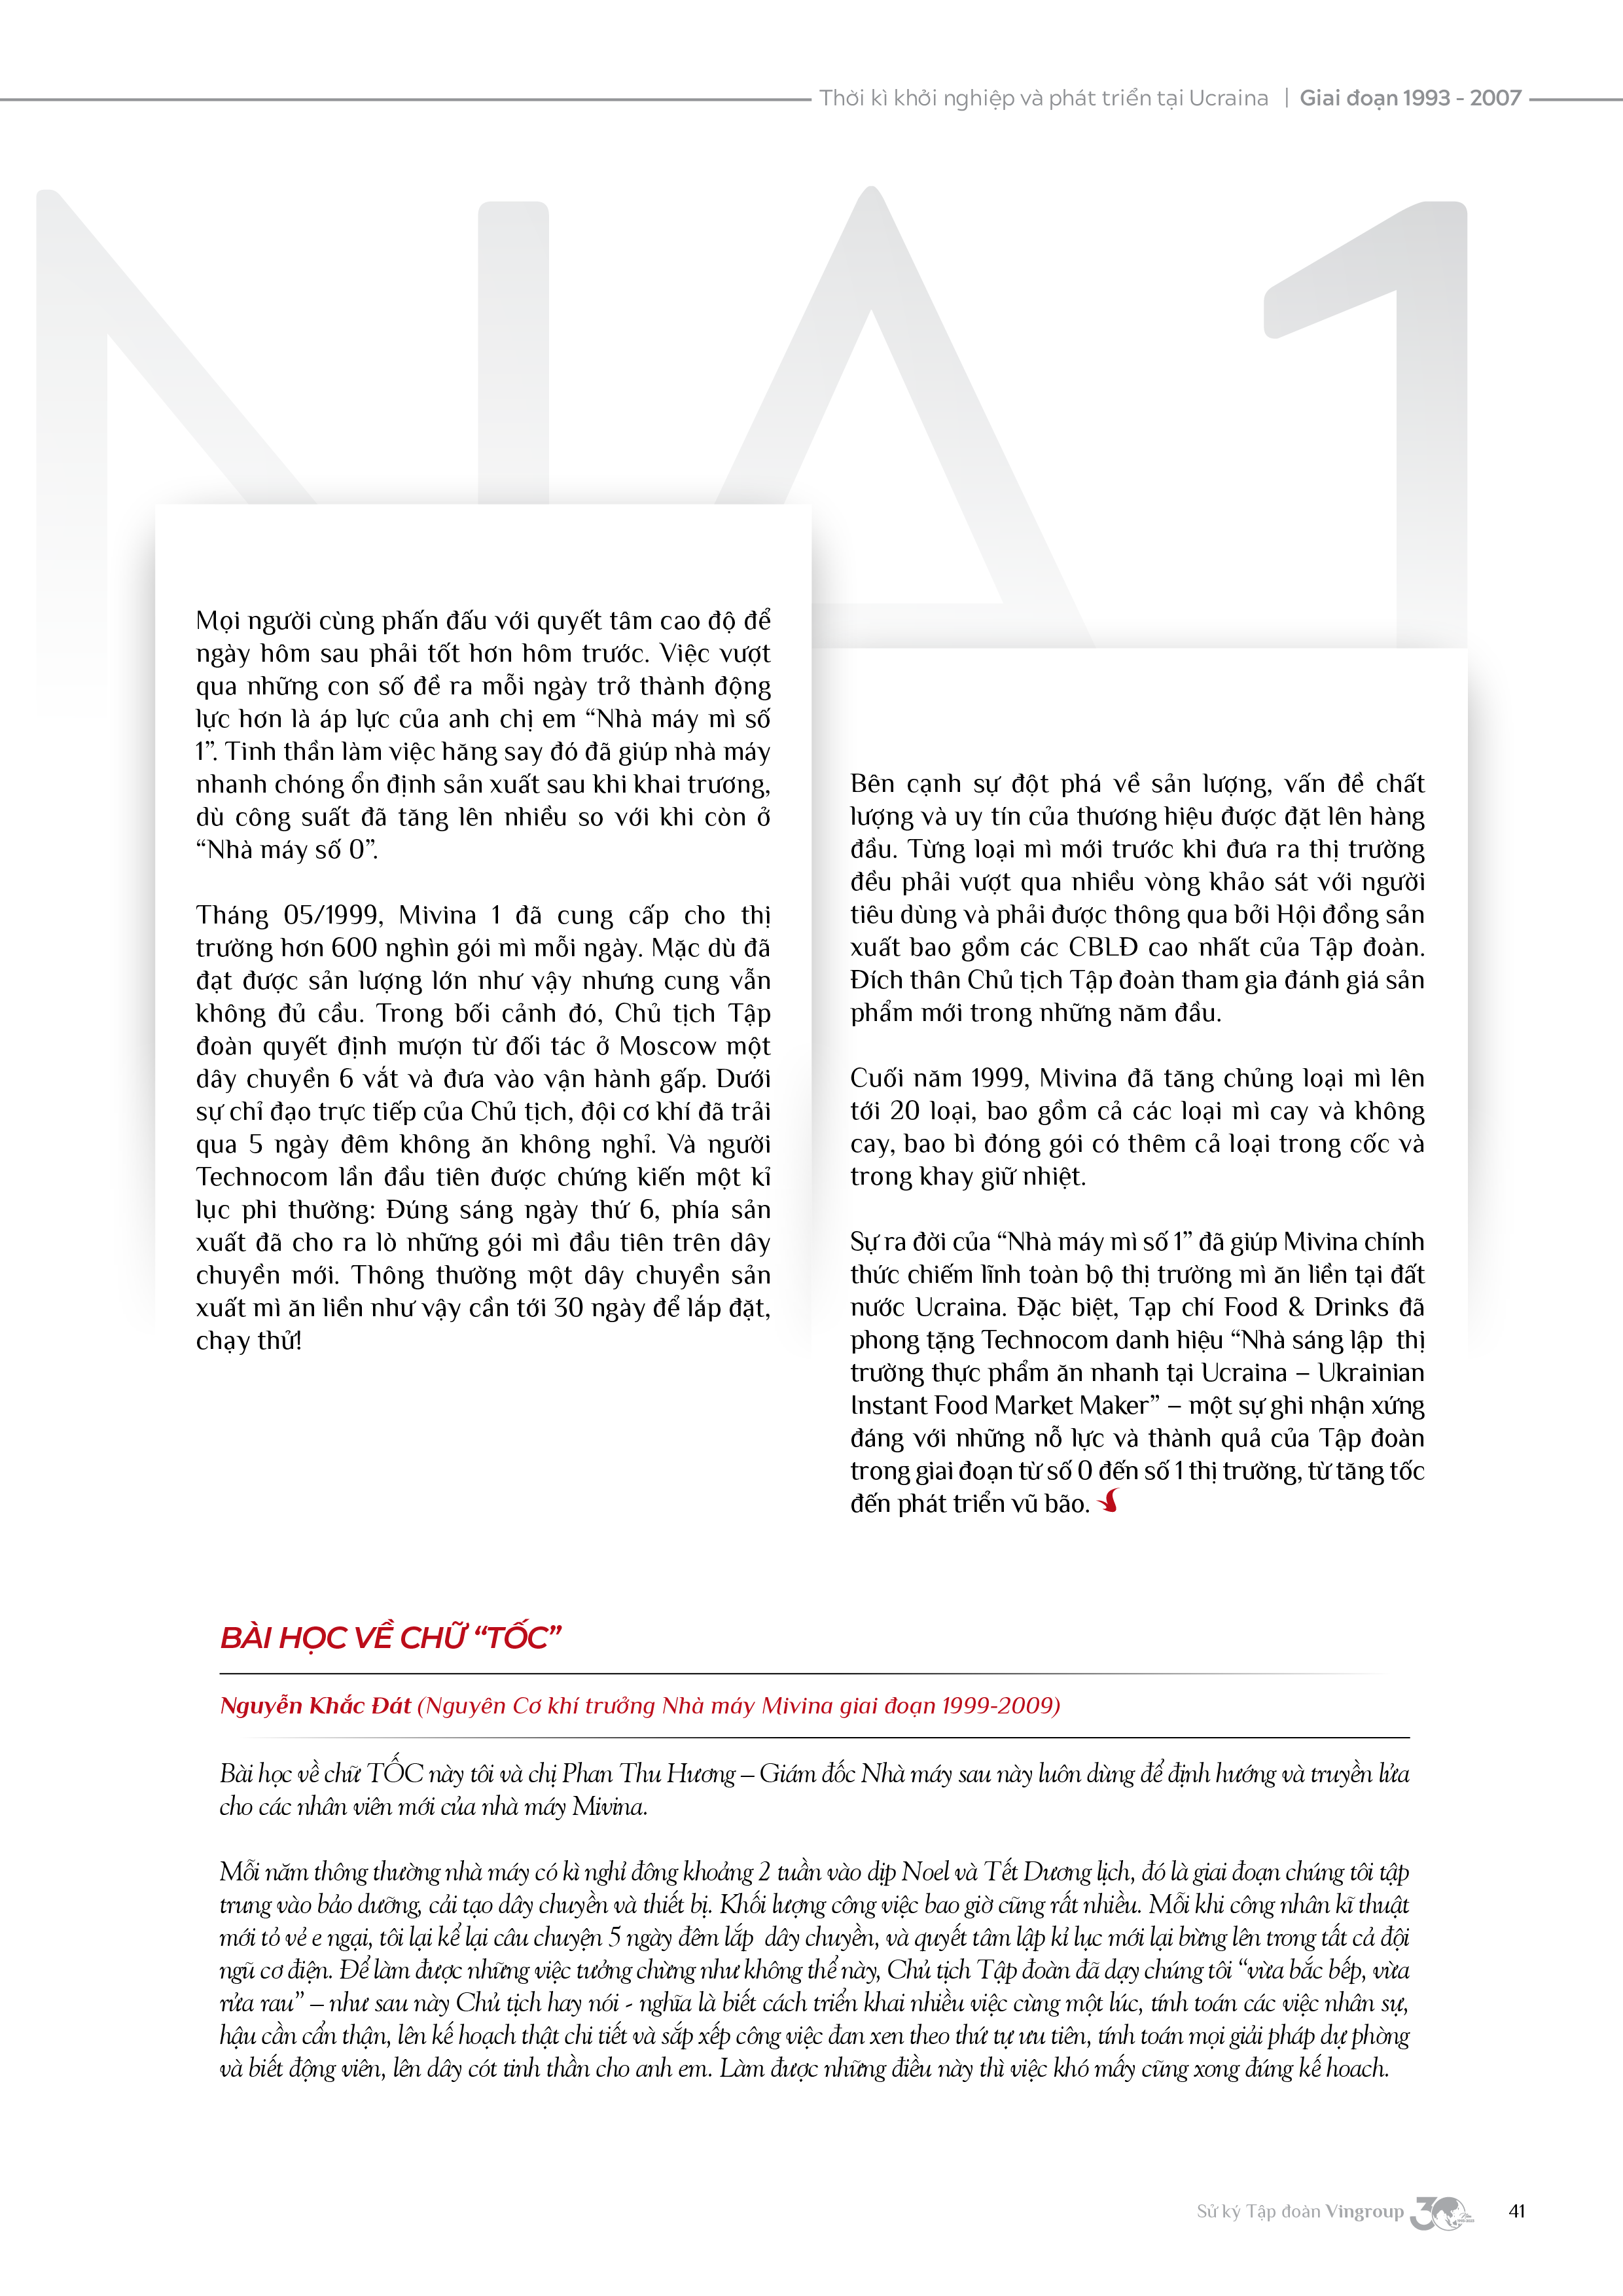 Thời kì khởi nghiệp và phát triển tại Ucraina | Giai đoạn 1993 - 2007
NIA 1
Mọi người cùng phấn đấu với quyết tâm cao độ để
ngày hôm sau phải tốt hơn hôm trước. Việc vượt
qua những con số đề ra mỗi ngày trở thành động
lực hơn là áp lực của anh chị em “Nhà máy mì số
1”. Tinh thần làm việc hăng say đó đã giúp nhà máy
nhanh chóng ổn định sản xuất sau khi khai trương,
dù công suất đã tăng lên nhiều so với khi còn ở
“Nhà máy số 0”.
Tháng 05/1999, Mivina 1 đã cung cấp cho thị
trường hơn 600 nghìn gói mì mỗi ngày. Mặc dù đã
đạt được sản lượng lớn như vậy nhưng cung vẫn
không đủ cầu. Trong bối cảnh đó, Chủ tịch Tập
đoàn quyết định mượn từ đối tác ở Moscow một
dây chuyền 6 vắt và đưa vào vận hành gấp. Dưới
sự chỉ đạo trực tiếp của Chủ tịch, đội cơ khí đã trải
qua 5 ngày đêm không ăn không nghỉ. Và người
Technocom lần đầu tiên được chứng kiến một kỉ
lục phi thường: Đúng sáng ngày thứ 6, phía sản
xuất đã cho ra lò những gói mì đầu tiên trên dây
chuyền mới. Thông thường một dây chuyền sản
xuất mì ăn liền như vậy cần tới 30 ngày để lắp đặt,
chạy thử!
Bên cạnh sự đột phá về sản lượng, vấn đề chất
lượng và uy tín của thương hiệu được đặt lên hàng
đầu. Từng loại mì mới trước khi đưa ra thị trường
đều phải vượt qua nhiều vòng khảo sát với người
tiêu dùng và phải được thông qua bởi Hội đồng sản
xuất bao gồm các CBLĐ cao nhất của Tập đoàn.
Đích thân Chủ tịch Tập đoàn tham gia đánh giá sản
phẩm mới trong những năm đầu.
Cuối năm 1999, Mivina đã tăng chủng loại mì lên
tới 20 loại, bao gồm cả các loại mì cay và không
cay, bao bì đóng gói có thêm cả loại trong cốc và
trong khay giữ nhiệt.
Sự ra đời của “Nhà máy mì số 1” đã giúp Mivina chính
thức chiếm lĩnh toàn bộ thị trường mì ăn liền tại đất
nước Ucraina. Đặc biệt, Tạp chí Food & Drinks đã
phong tặng Technocom danh hiệu “Nhà sáng lập thị
trường thực phẩm ăn nhanh tại Ucraina – Ukrainian
Instant Food Market Maker” – một sự ghi nhận xứng
đáng với những nỗ lực và thành quả của Tập đoàn
trong giai đoạn từ số 0 đến số 1 thị trường, từ tăng tốc
đến phát triển vũ bão.
BÀI HỌC VỀ CHỮ “TỐC”
Nguyễn Khắc Đát (Nguyên Cơ khí trưởng Nhà máy Mivina giai đoạn 1999-2009)
Bài học về chữ TỐC này tôi và chị Phan Thu Hương – Giám đốc Nhà máy sau này luôn dùng để định hướng và truyền lửa
cho các nhân viên mới của nhà máy Mivina.
Mỗi năm thông thường nhà máy có kì nghỉ đông khoảng 2 tuần vào dịp Noel và Tết Dương lịch, đó là giai đoạn chúng tôi tập
trung vào bảo dưỡng, cải tạo dây chuyền và thiết bị. Khối lượng công việc bao giờ cũng rất nhiều. Mỗi khi công nhân kĩ thuật
mới tỏ vẻ e ngại, tôi lại kể lại câu chuyện 5 ngày đêm lắp dây chuyền, và quyết tâm lập kỉ lục mới lại bừng lên trong tất cả đội
ngũ cơ điện. Để làm được những việc tưởng chừng như không thể này, Chủ tịch Tập đoàn đã dạy chúng tôi “vừa bắc bếp, vừa
rửa rau” – như sau này Chủ tịch hay nói - nghĩa là biết cách triển khai nhiều việc cùng một lúc, tính toán các việc nhân sự,
hậu cần cẩn thận, lên kế hoạch thật chi tiết và sắp xếp công việc đan xen theo thứ tự ưu tiên, tính toán mọi giải pháp dự phòng
và biết động viên, lên dây cót tinh thần cho anh em. Làm được những điều này thì việc khó mấy cũng xong đúng kế hoach.
Sử ký Tập đoàn Vingroup 30 41